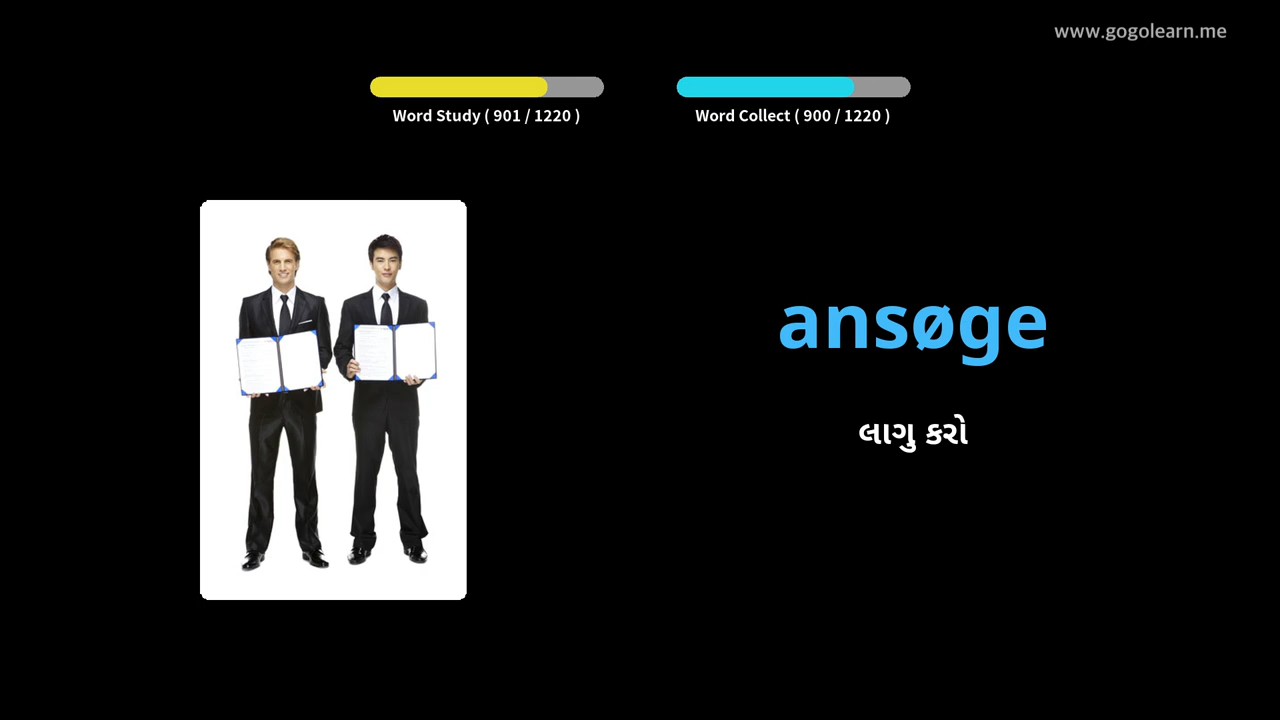 www.gogolearn.me
Word Study ( 901 / 1220 )
Word Collect ( 900 / 1220 )
ansøge
લાગુ કરો